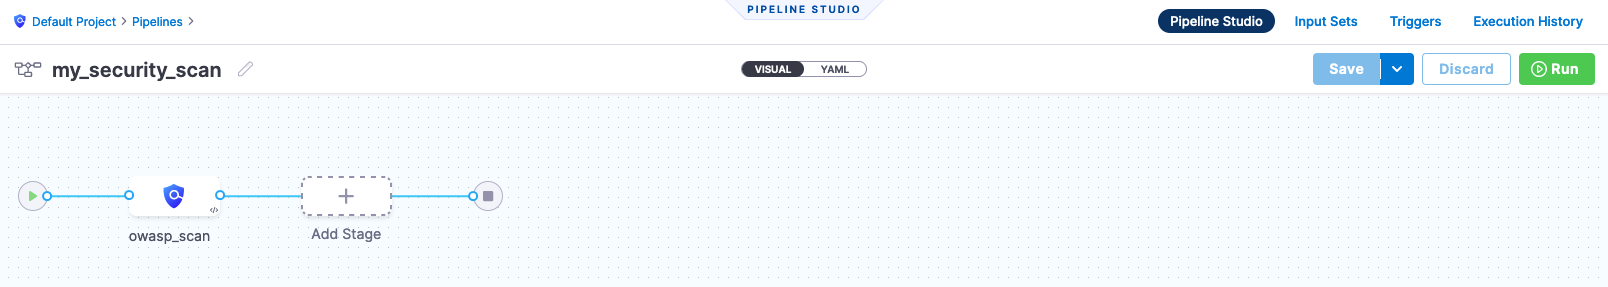 PIPELINE STUDIO
Default Project > Pipelines >
Pipeline Studio
Input Sets
Triggers
Execution History
my_security_scan
VISUAL
YAML
Save
Discard
Run
</>
owasp_scan
Add Stage